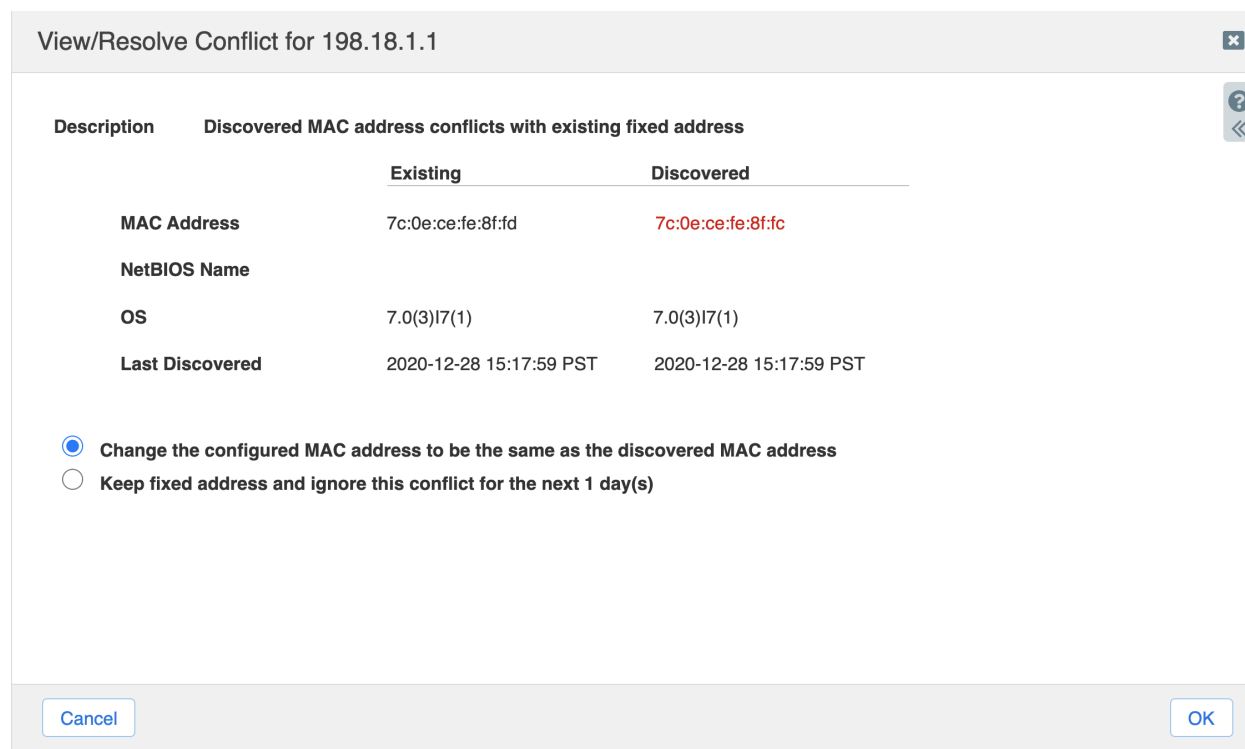 View/Resolve Conflict for 198.18.1.1
Description Discovered MAC address conflicts with existing fixed address
Existing Discovered
MAC Address 7c:0e:ce:fe:8f:fd 7c:0e:ce:fe:8f:fc
NetBIOS Name
OS 7.0(3)I7(1) 7.0(3)I7(1)
Last Discovered 2020-12-28 15:17:59 PST 2020-12-28 15:17:59 PST
Change the configured MAC address to be the same as the discovered MAC address
Keep fixed address and ignore this conflict for the next 1 day(s)
Cancel OK